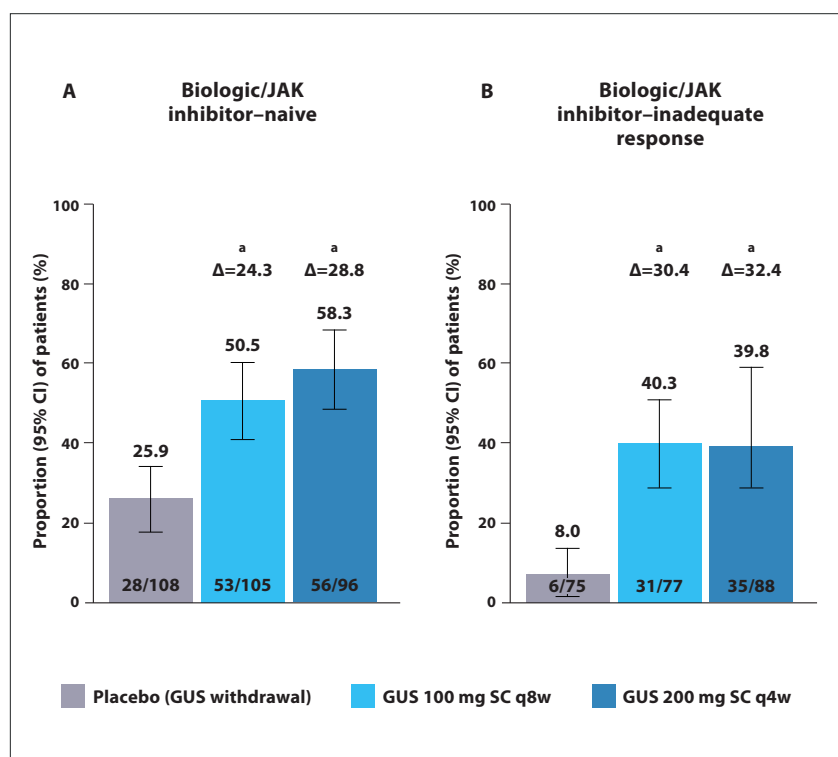 A
Biologic/JAK
inhibitor–naive
Proportion (95% CI) of patients (%)
100
80
60
40
20
0
25.9
28/108
a
Δ=24.3
50.5
53/105
a
Δ=28.8
58.3
56/96
B
Biologic/JAK
inhibitor–inadequate
response
Proportion (95% CI) of patients (%)
100
80
60
40
20
0
8.0
6/75
a
Δ=30.4
40.3
31/77
a
Δ=32.4
39.8
35/88
Placebo (GUS withdrawal)
GUS 100 mg SC q8w
GUS 200 mg SC q4w